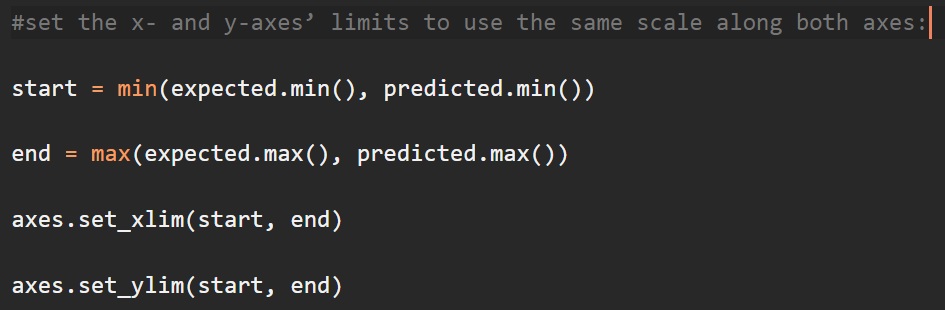 #set the x- and y-axes’ limits to use the same scale along both axes:
start = min(expected.min(), predicted.min())
end = max(expected.max(), predicted.max())
axes.set_xlim(start, end)
axes.set_ylim(start, end)